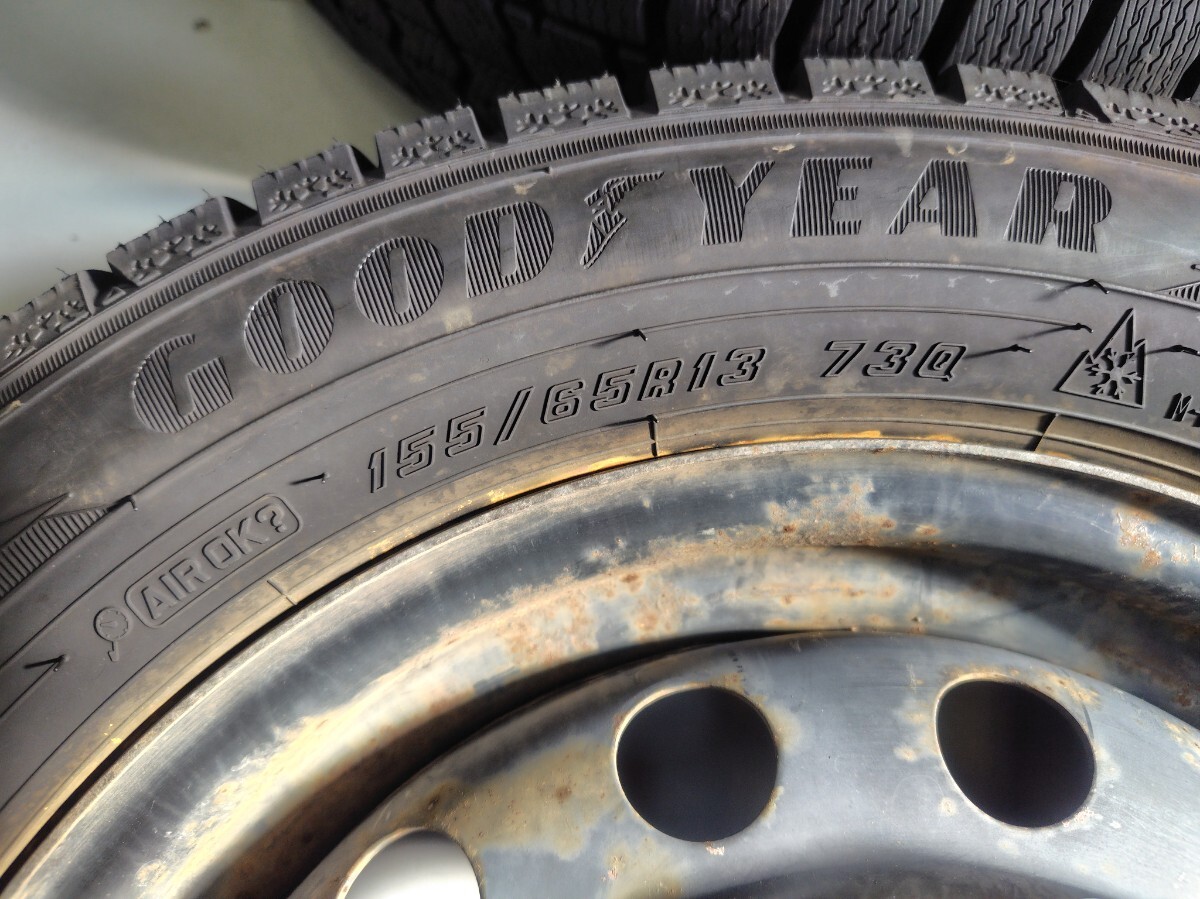 GOODYEAR
155/65R13 73Q
AIR OK?